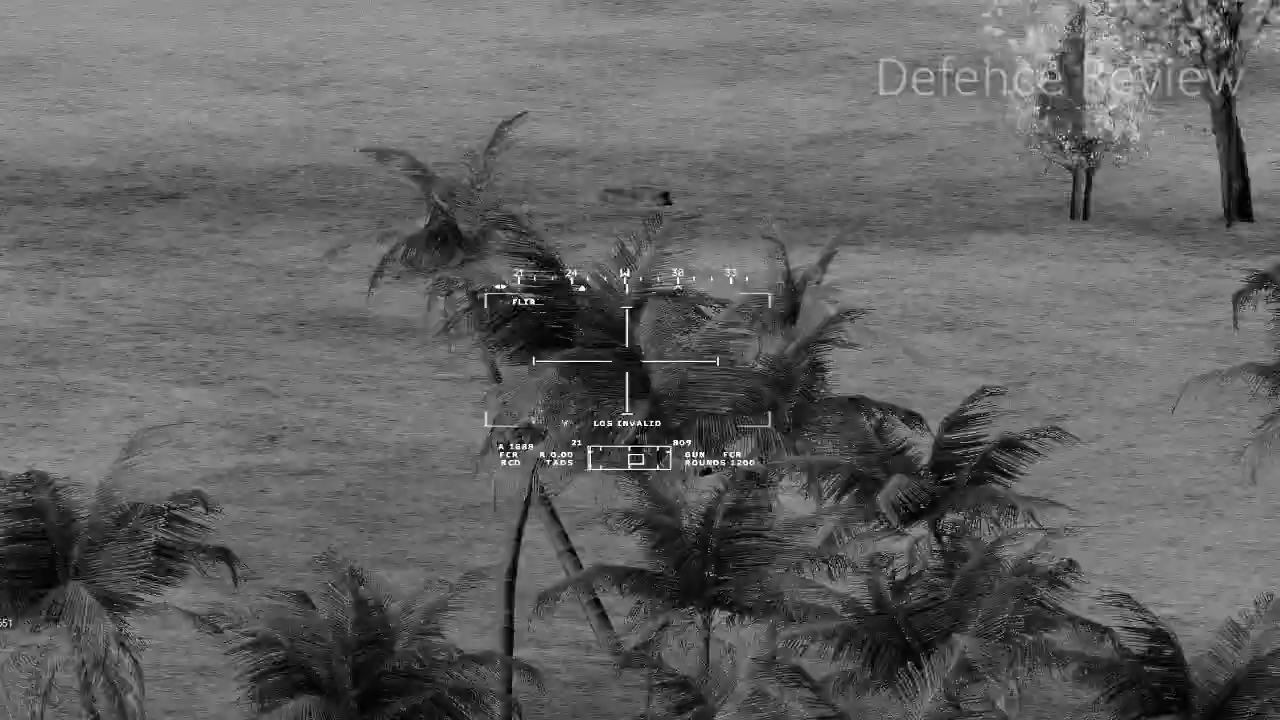 Defence Review
21 24 W 30 33
FLIR
LOS INVALID
21 809
A 1688
FCR R 0.00 GUN FCR
RCD TADS ROUNDS 1200
551